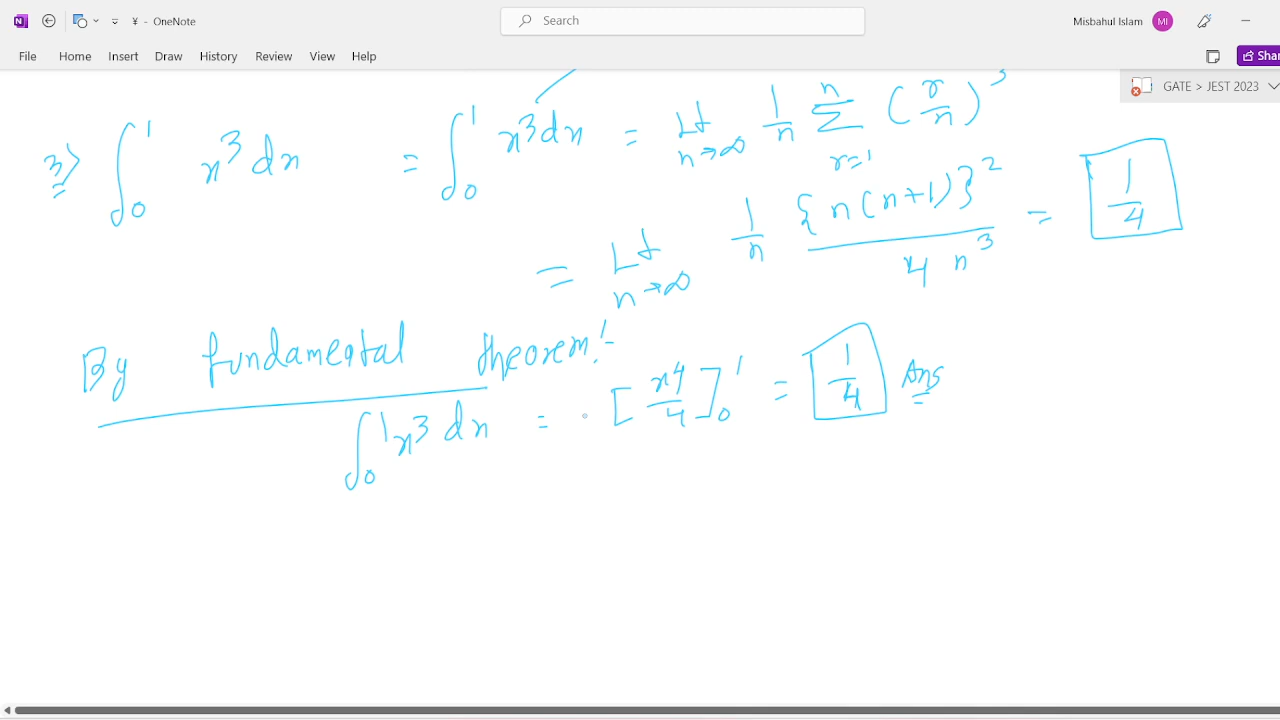 ¥ - OneNote
Search
Misbahul Islam MI
File Home Insert Draw History Review View Help
Shar
GATE > JEST 2023
3) ∫₀¹ x³ dx = ∫₀¹ x³dx = Lt n→∞ 1/n Σ r=1 n (r/n)³
= Lt n→∞ 1/n {n(n+1)}² / 4n³ = 1/4
By fundamental theorem:-
∫₀¹ x³ dx = [x⁴/4]₀¹ = 1/4 Ans